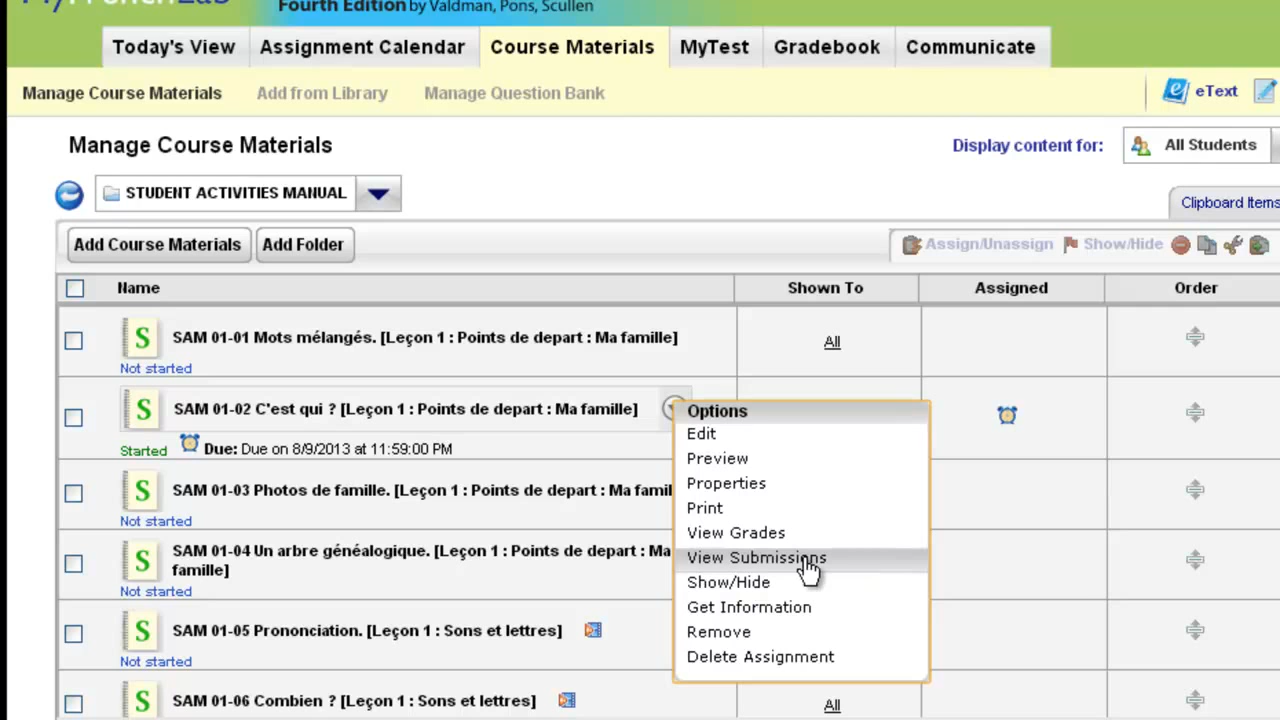 Fourth Edition by Valdman, Pons, Scullen
Today's View Assignment Calendar Course Materials MyTest Gradebook Communicate
Manage Course Materials Add from Library Manage Question Bank eText
Manage Course Materials Display content for: All Students
STUDENT ACTIVITIES MANUAL
Clipboard Items
Add Course Materials Add Folder Assign/Unassign Show/Hide
Name Shown To Assigned Order
SAM 01-01 Mots mélangés. [Leçon 1 : Points de depart : Ma famille] All
Not started
SAM 01-02 C'est qui ? [Leçon 1 : Points de depart : Ma famille]
Started Due: Due on 8/9/2013 at 11:59:00 PM
SAM 01-03 Photos de famille. [Leçon 1 : Points de depart : Ma famil
Not started
SAM 01-04 Un arbre généalogique. [Leçon 1 : Points de depart : Ma
famille]
Not started
SAM 01-05 Prononciation. [Leçon 1 : Sons et lettres]
Not started
SAM 01-06 Combien ? [Leçon 1 : Sons et lettres] All
Options
Edit
Preview
Properties
Print
View Grades
View Submissions
Show/Hide
Get Information
Remove
Delete Assignment